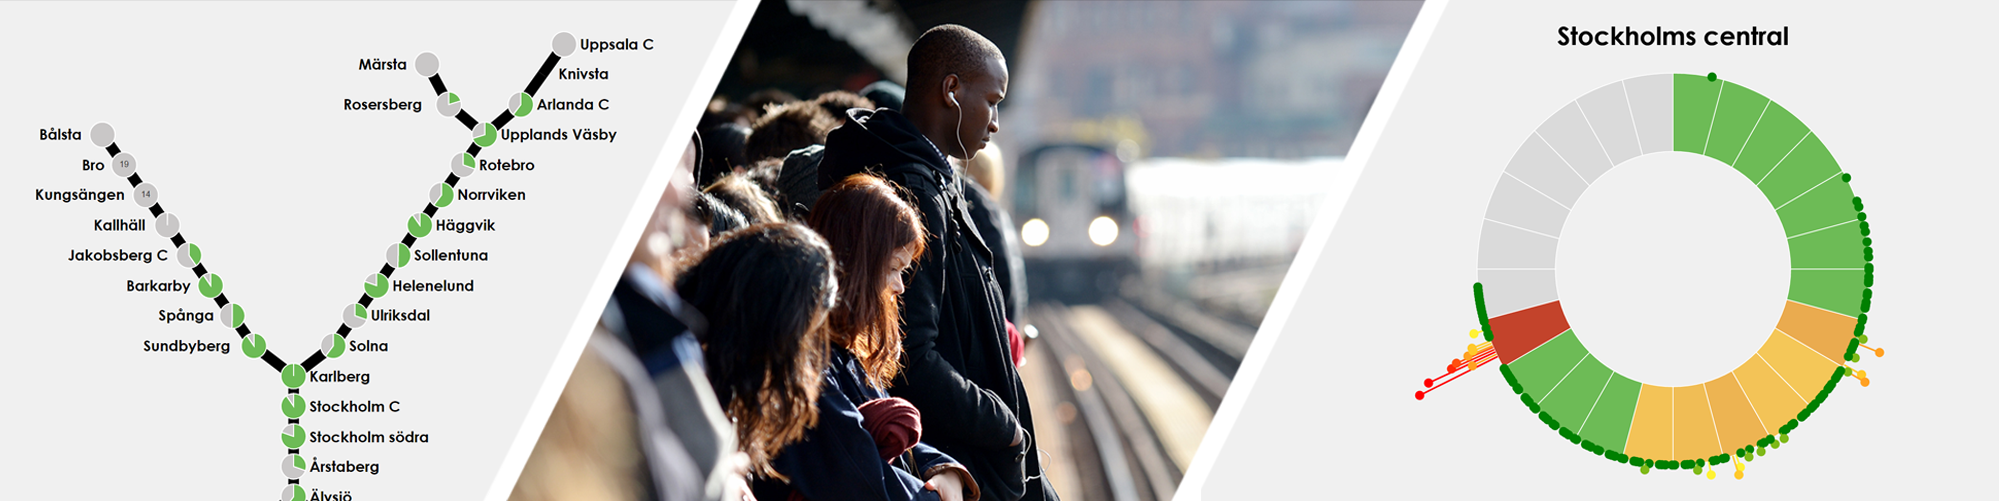 Uppsala C
Märsta
Knivsta
Rosersberg
Arlanda C
Bålsta
Upplands Väsby
Bro
19
Rotebro
Kungsängen
14
Norrviken
Kallhäll
Häggvik
Jakobsberg C
Sollentuna
Barkarby
Helenelund
Spånga
Ulriksdal
Sundbyberg
Solna
Karlberg
Stockholm C
Stockholm södra
Årstaberg
Älvsjö
Stockholms central